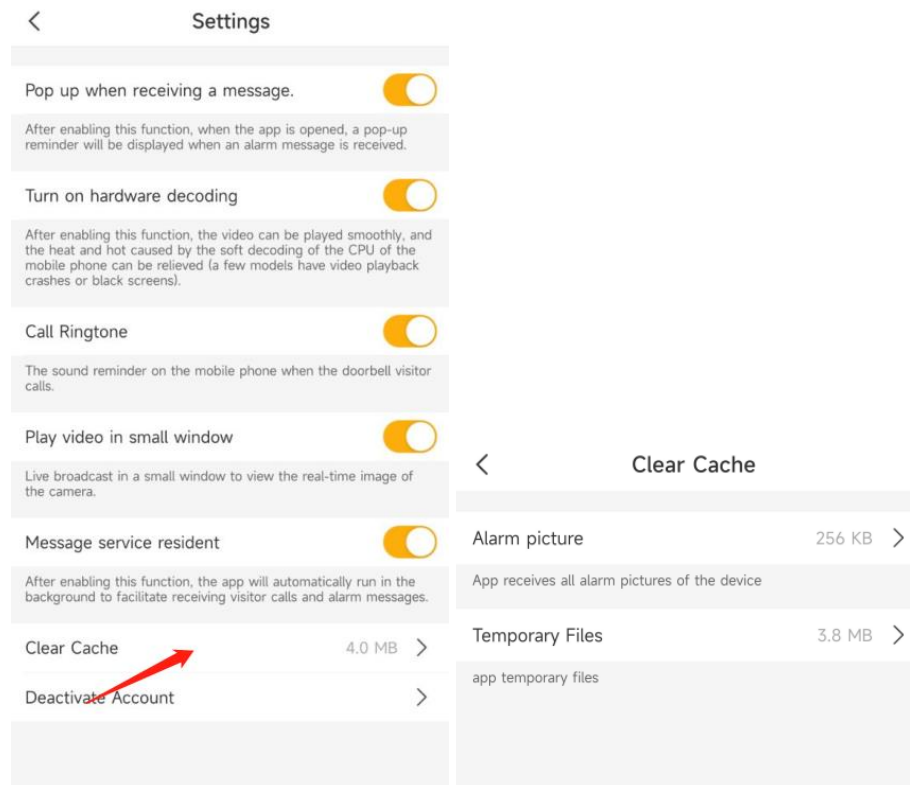 Settings
Pop up when receiving a message.
After enabling this function, when the app is opened, a pop-up
reminder will be displayed when an alarm message is received.
Turn on hardware decoding
After enabling this function, the video can be played smoothly, and
the heat and hot caused by the soft decoding of the CPU of the
mobile phone can be relieved (a few models have video playback
crashes or black screens).
Call Ringtone
The sound reminder on the mobile phone when the doorbell visitor
calls.
Play video in small window
Live broadcast in a small window to view the real-time image of
the camera.
Message service resident
After enabling this function, the app will automatically run in the
background to facilitate receiving visitor calls and alarm messages.
Clear Cache 4.0 MB
Deactivate Account
Clear Cache
Alarm picture 256 KB
App receives all alarm pictures of the device
Temporary Files 3.8 MB
app temporary files